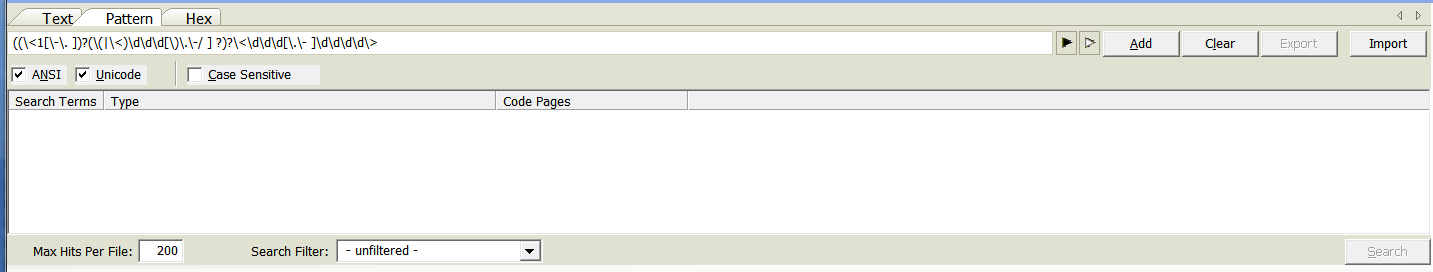 Text Pattern Hex
((\<1[\-\. ])?(\(|\<)\d\d\d[\)\.\-/ ] ?)?\<\d\d\d[\.\- ]\d\d\d\d\> Add Clear Export Import
ANSI Unicode Case Sensitive
Search Terms Type Code Pages
Max Hits Per File: 200 Search Filter: - unfiltered - Search